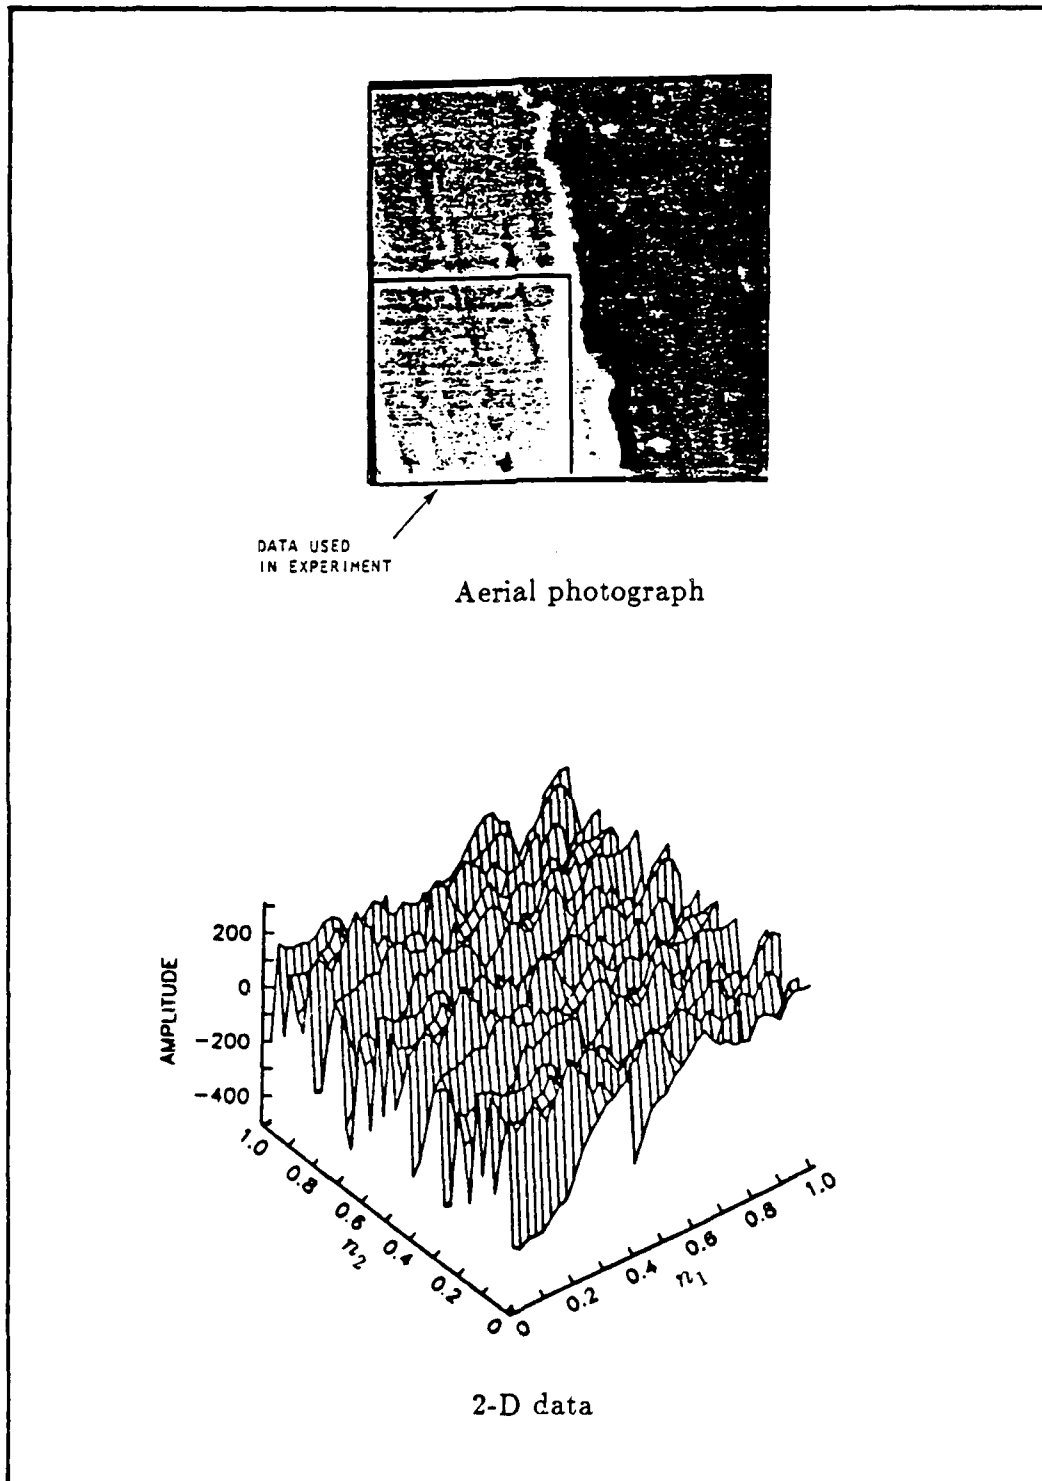 DATA USED
IN EXPERIMENT
Aerial photograph
200
0
-200
-400
AMPLITUDE
1.0
0.8
0.6
0.4
0.2
0
n2
0
0.2
0.4
0.6
0.8
1.0
n1
2-D data